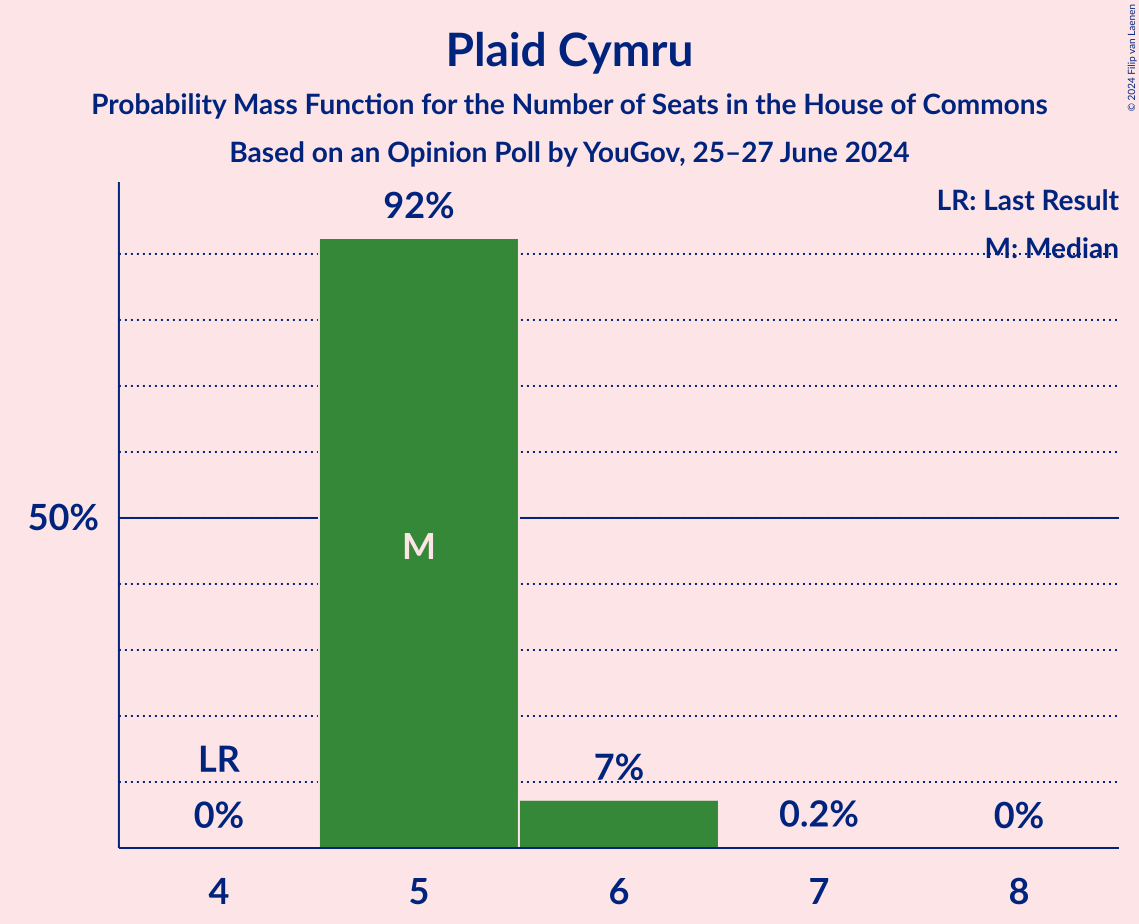 © 2024 Filip van Laenen
Plaid Cymru
Probability Mass Function for the Number of Seats in the House of Commons
Based on an Opinion Poll by YouGov, 25–27 June 2024
LR: Last Result
M: Median
92%
50%
M
LR
0%
7%
0.2%
0%
4 5 6 7 8